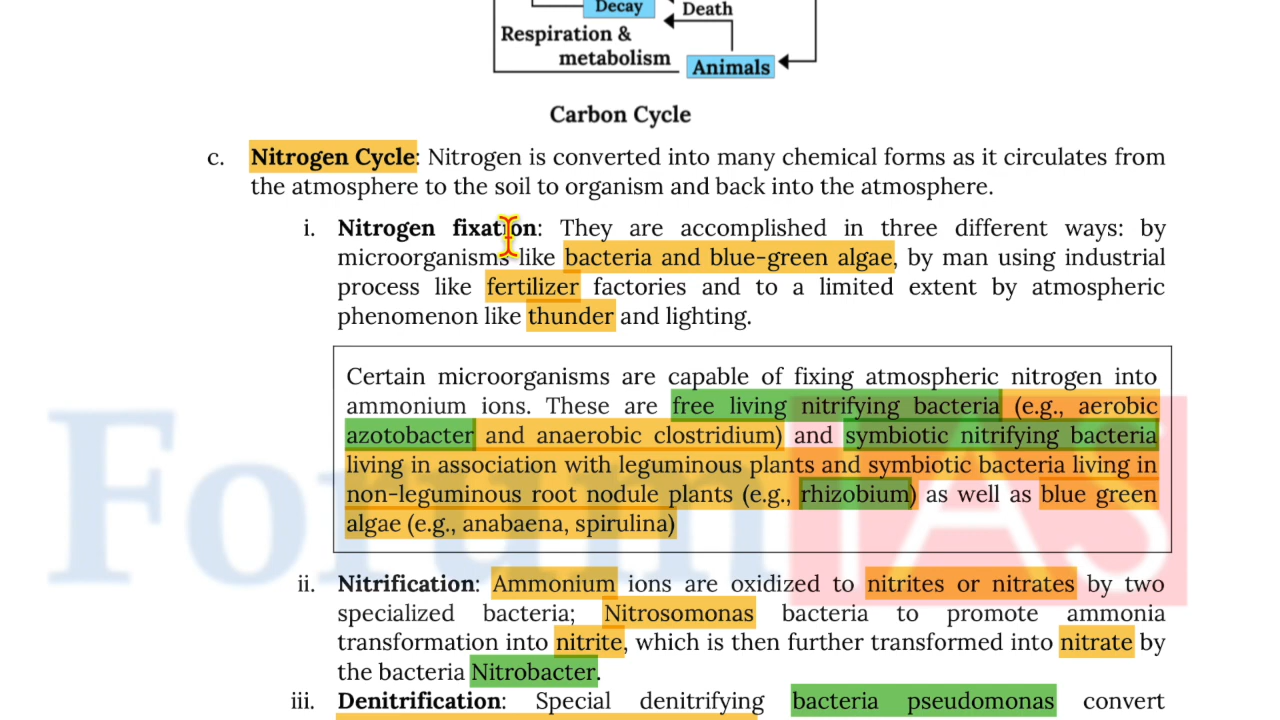 Decay
Death
Respiration &
metabolism
Animals
Carbon Cycle
c. Nitrogen Cycle: Nitrogen is converted into many chemical forms as it circulates from
the atmosphere to the soil to organism and back into the atmosphere.
i. Nitrogen fixation: They are accomplished in three different ways: by
microorganisms like bacteria and blue-green algae, by man using industrial
process like fertilizer factories and to a limited extent by atmospheric
phenomenon like thunder and lighting.
Certain microorganisms are capable of fixing atmospheric nitrogen into
ammonium ions. These are free living nitrifying bacteria (e.g., aerobic
azotobacter and anaerobic clostridium) and symbiotic nitrifying bacteria
living in association with leguminous plants and symbiotic bacteria living in
non-leguminous root nodule plants (e.g., rhizobium) as well as blue green
algae (e.g., anabaena, spirulina)
ForumIAS
ii. Nitrification: Ammonium ions are oxidized to nitrites or nitrates by two
specialized bacteria; Nitrosomonas bacteria to promote ammonia
transformation into nitrite, which is then further transformed into nitrate by
the bacteria Nitrobacter.
iii. Denitrification: Special denitrifying bacteria pseudomonas convert